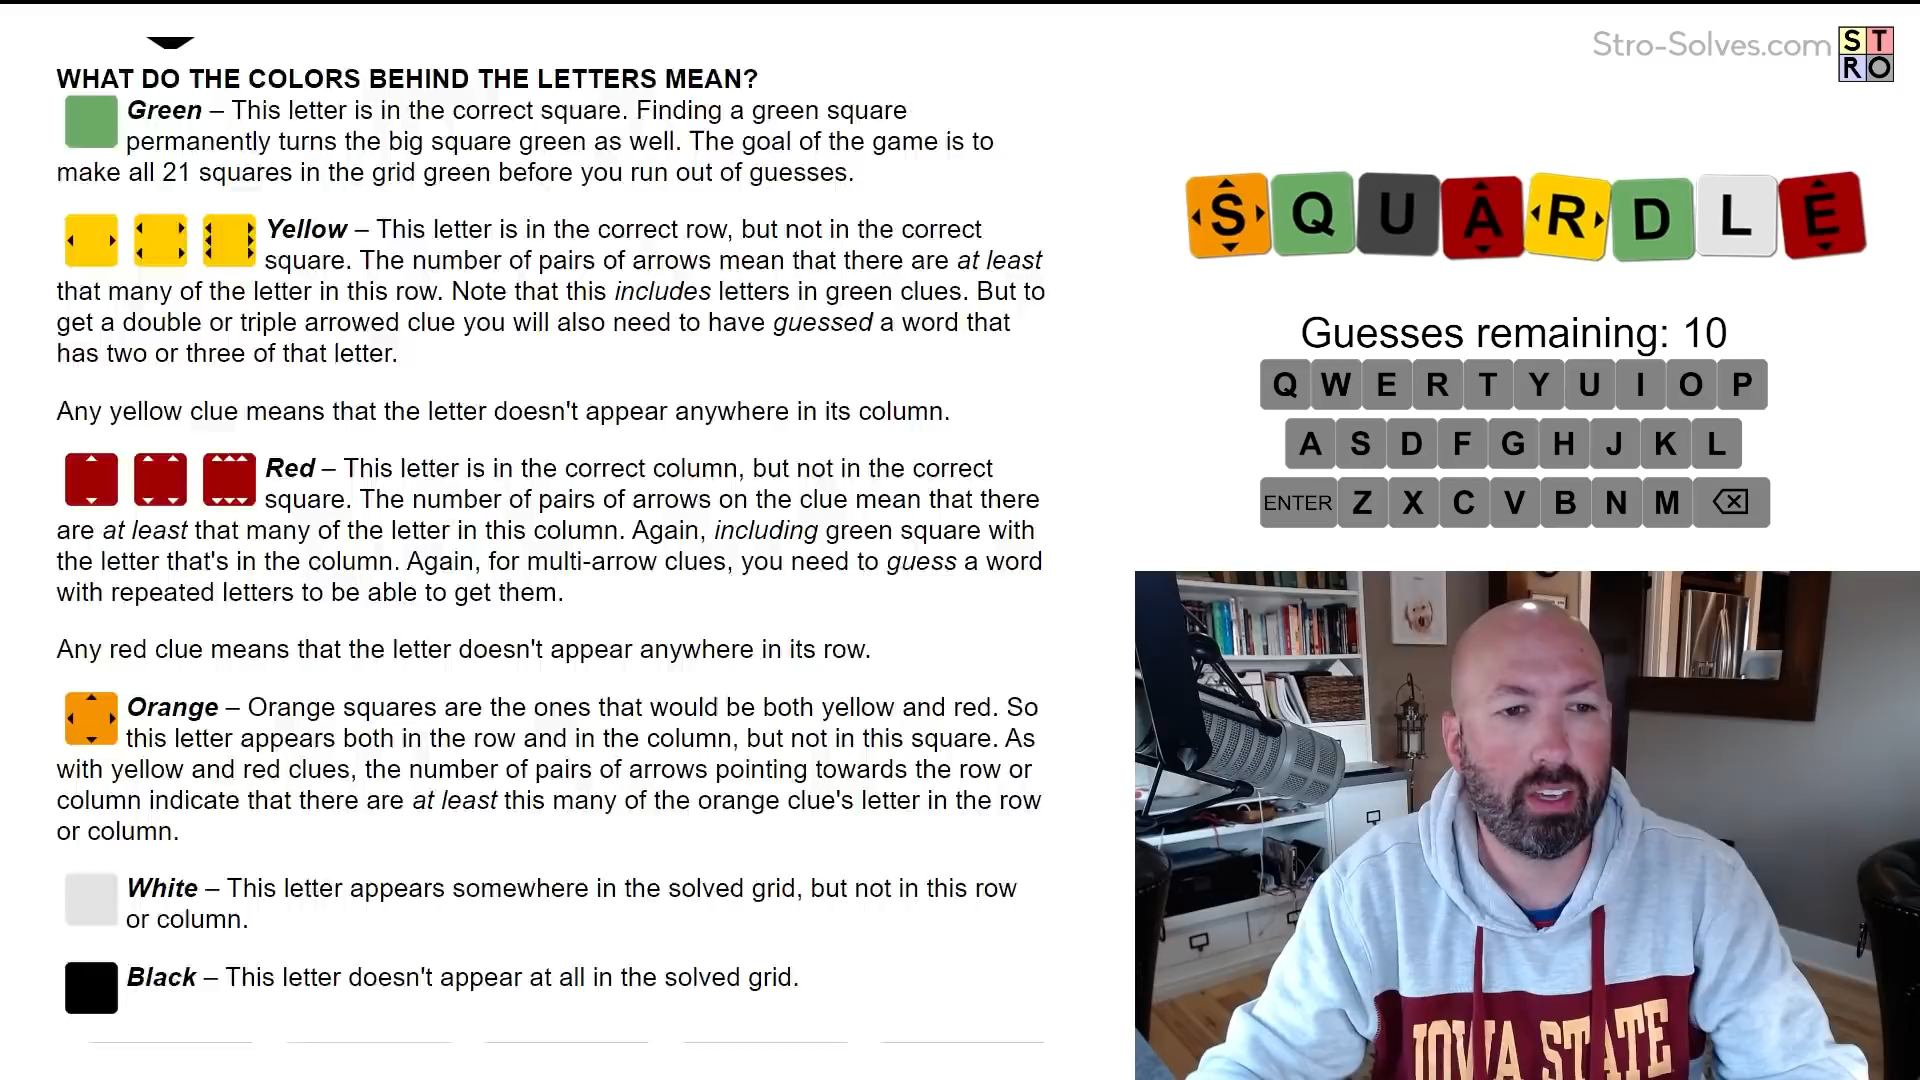 Stro-Solves.com
ST
RO
WHAT DO THE COLORS BEHIND THE LETTERS MEAN?
Green – This letter is in the correct square. Finding a green square
permanently turns the big square green as well. The goal of the game is to
make all 21 squares in the grid green before you run out of guesses.
Yellow – This letter is in the correct row, but not in the correct
square. The number of pairs of arrows mean that there are at least
that many of the letter in this row. Note that this includes letters in green clues. But to
get a double or triple arrowed clue you will also need to have guessed a word that
has two or three of that letter.
Any yellow clue means that the letter doesn't appear anywhere in its column.
Red – This letter is in the correct column, but not in the correct
square. The number of pairs of arrows on the clue mean that there
are at least that many of the letter in this column. Again, including green square with
the letter that's in the column. Again, for multi-arrow clues, you need to guess a word
with repeated letters to be able to get them.
Any red clue means that the letter doesn't appear anywhere in its row.
Orange – Orange squares are the ones that would be both yellow and red. So
this letter appears both in the row and in the column, but not in this square. As
with yellow and red clues, the number of pairs of arrows pointing towards the row or
column indicate that there are at least this many of the orange clue's letter in the row
or column.
White – This letter appears somewhere in the solved grid, but not in this row
or column.
Black – This letter doesn't appear at all in the solved grid.
SQUARDLE
Guesses remaining: 10
Q W E R T Y U I O P
A S D F G H J K L
ENTER Z X C V B N M
IOWA STATE